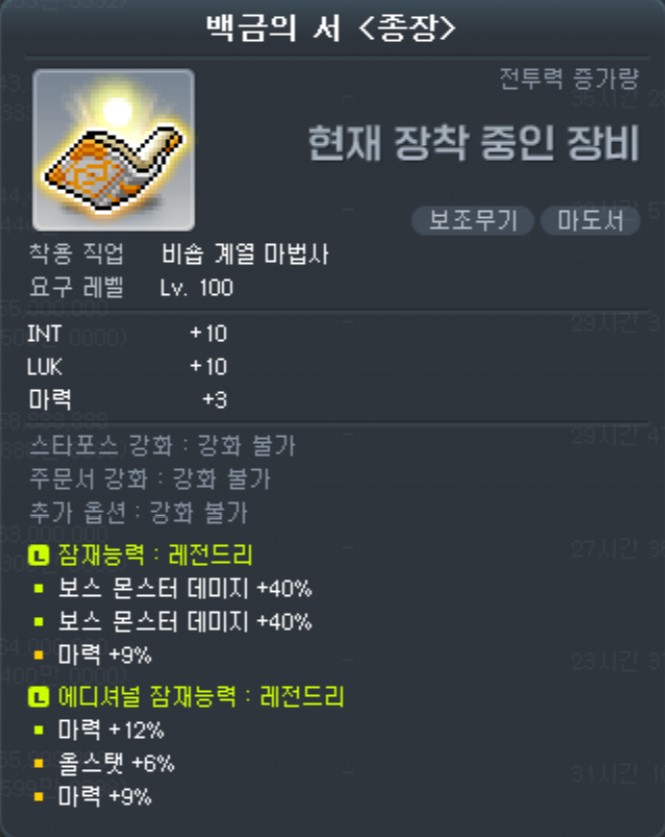 백금의 서 <종장>
전투력 증가량
현재 장착 중인 장비
보조무기 마도서
착용 직업 비숍 계열 마법사
요구 레벨 Lv. 100
INT +10
LUK +10
마력 +3
스타포스 강화 : 강화 불가
주문서 강화 : 강화 불가
추가 옵션 : 강화 불가
L 잠재능력 : 레전드리
보스 몬스터 데미지 +40%
보스 몬스터 데미지 +40%
마력 +9%
L 에디셔널 잠재능력 : 레전드리
마력 +12%
올스탯 +6%
마력 +9%